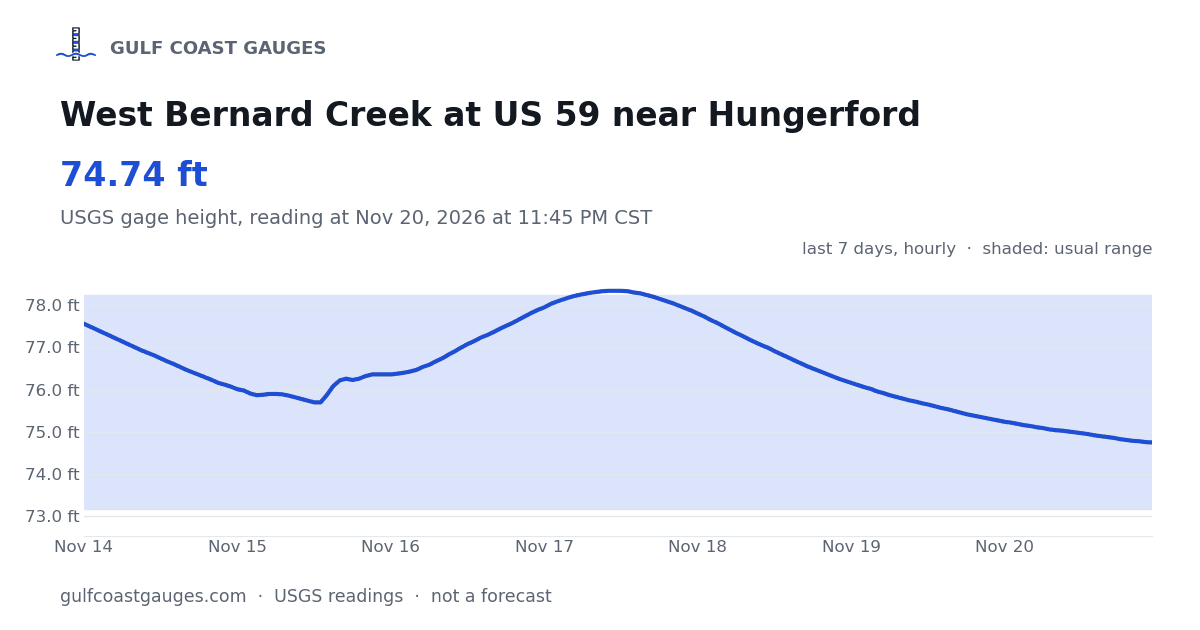 GULF COAST GAUGES
West Bernard Creek at US 59 near Hungerford
74.74 ft
USGS gage height, reading at Nov 20, 2026 at 11:45 PM CST
last 7 days, hourly · shaded: usual range
78.0 ft
77.0 ft
76.0 ft
75.0 ft
74.0 ft
73.0 ft
Nov 14 Nov 15 Nov 16 Nov 17 Nov 18 Nov 19 Nov 20
gulfcoastgauges.com · USGS readings · not a forecast